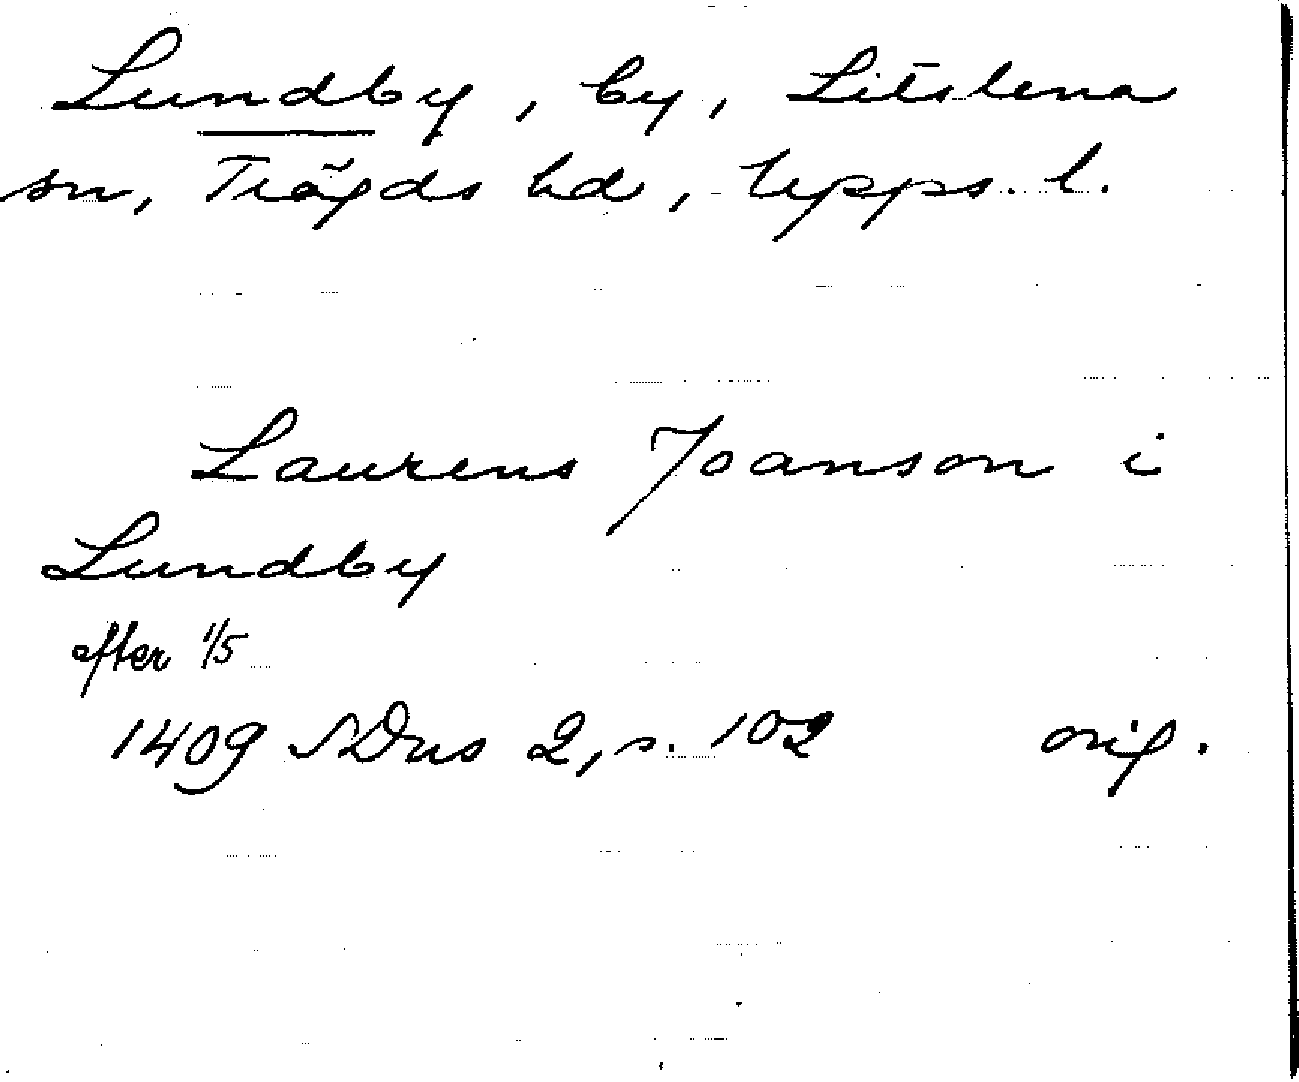 Lundby, by, Litslena
sn, Trögds hd, Upps. l.
Laurens Joanson i
Lundby
efter 1/5
1409 SDns 2, s. 102 orig.